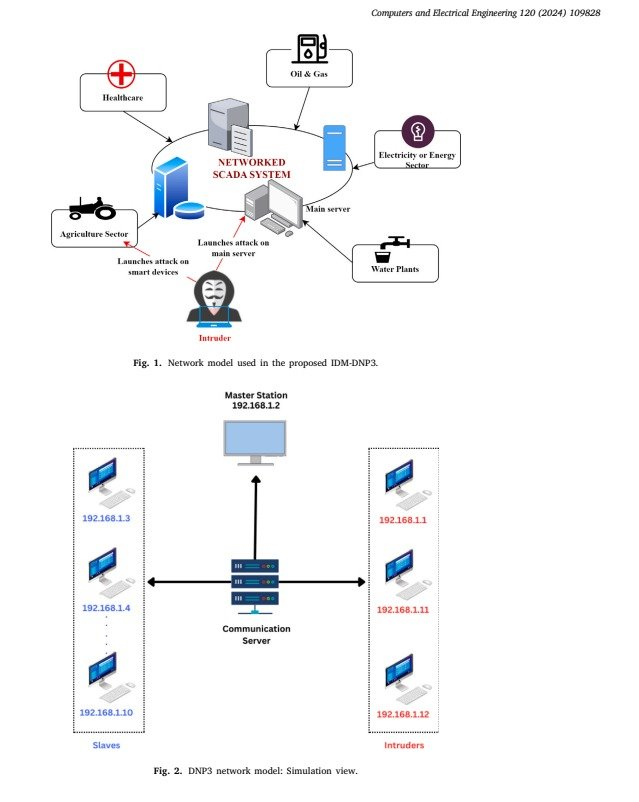 Computers and Electrical Engineering 120 (2024) 109828
Oil & Gas
Healthcare
NETWORKED
SCADA SYSTEM
Electricity or Energy
Sector
Main server
Agriculture Sector
Launches attack on
main server
Launches attack on
smart devices
Water Plants
Intruder
Fig. 1. Network model used in the proposed IDM-DNP3.
Master Station
192.168.1.2
192.168.1.3
192.168.1.1
192.168.1.4
192.168.1.11
Communication
Server
192.168.1.10
192.168.1.12
Slaves
Intruders
Fig. 2. DNP3 network model: Simulation view.